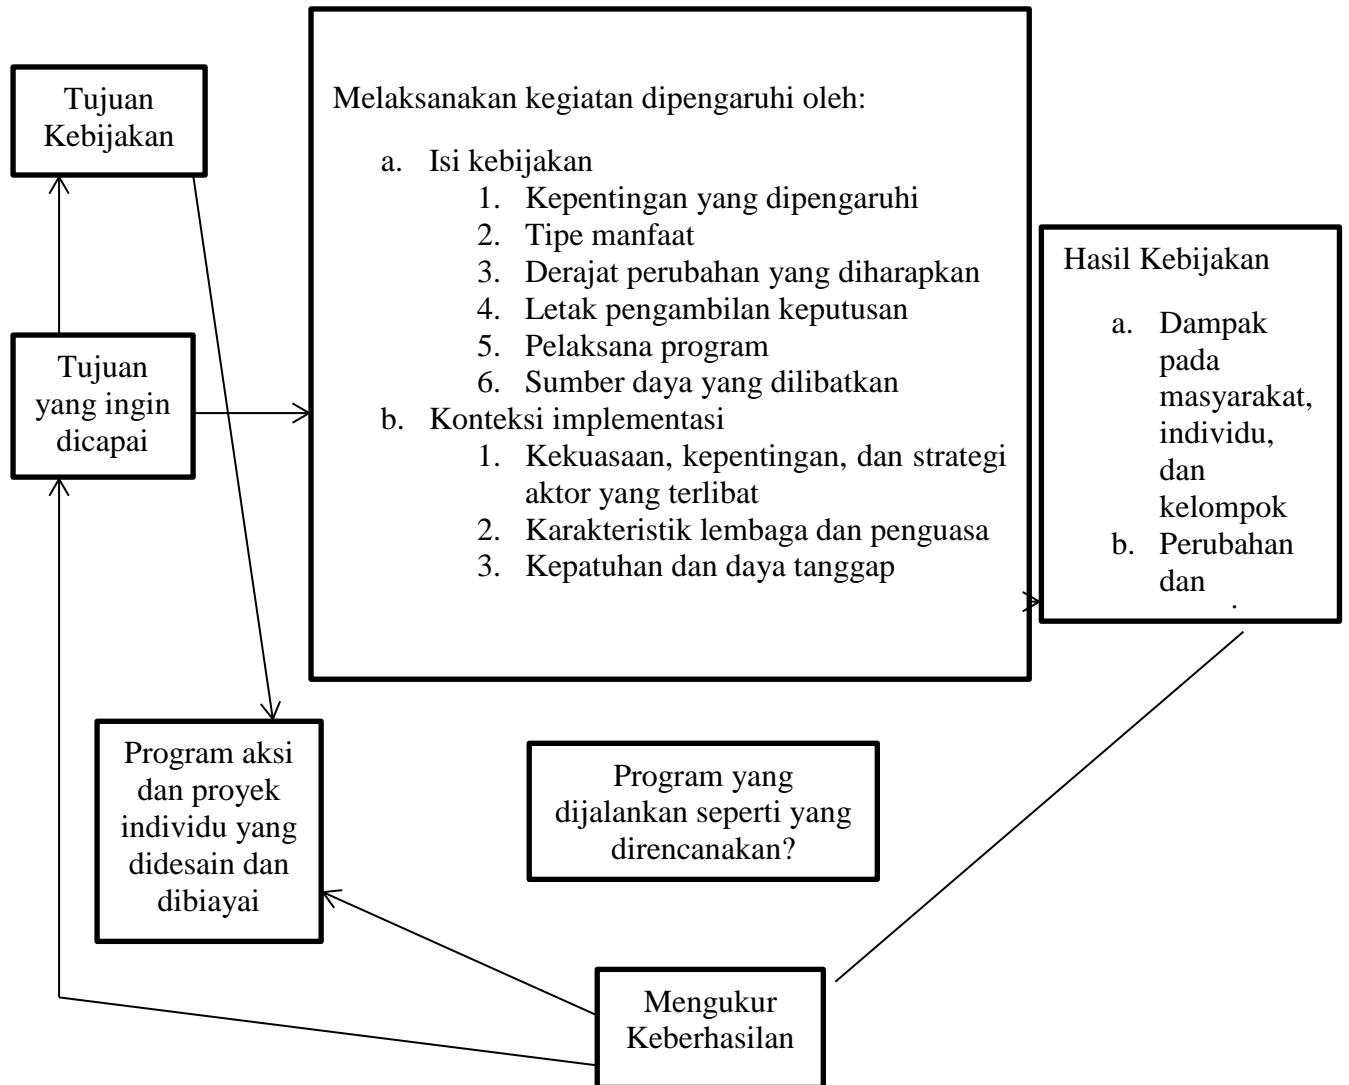 Tujuan
Kebijakan
Melaksanakan kegiatan dipengaruhi oleh:
a. Isi kebijakan
1. Kepentingan yang dipengaruhi
2. Tipe manfaat
3. Derajat perubahan yang diharapkan
4. Letak pengambilan keputusan
5. Pelaksana program
6. Sumber daya yang dilibatkan
b. Konteksi implementasi
1. Kekuasaan, kepentingan, dan strategi
aktor yang terlibat
2. Karakteristik lembaga dan penguasa
3. Kepatuhan dan daya tanggap
Hasil Kebijakan
a. Dampak
pada
masyarakat,
individu,
dan
kelompok
b. Perubahan
dan
Tujuan
yang ingin
dicapai
Program aksi
dan proyek
individu yang
didesain dan
dibiayai
Program yang
dijalankan seperti yang
direncanakan?
Mengukur
Keberhasilan